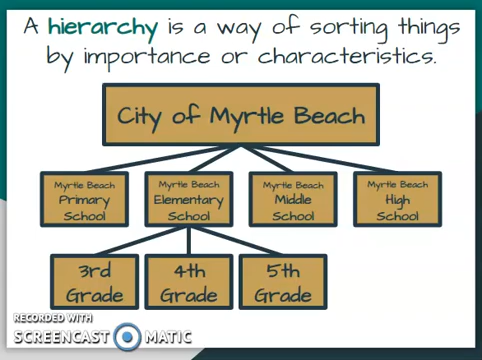 A hierarchy is a way of sorting things
by importance or characteristics.
City of Myrtle Beach
Myrtle Beach
Primary
School
Myrtle Beach
Elementary
School
Myrtle Beach
Middle
School
Myrtle Beach
High
School
3rd
Grade
4th
Grade
5th
Grade
RECORDED WITH
SCREENCAST MATIC